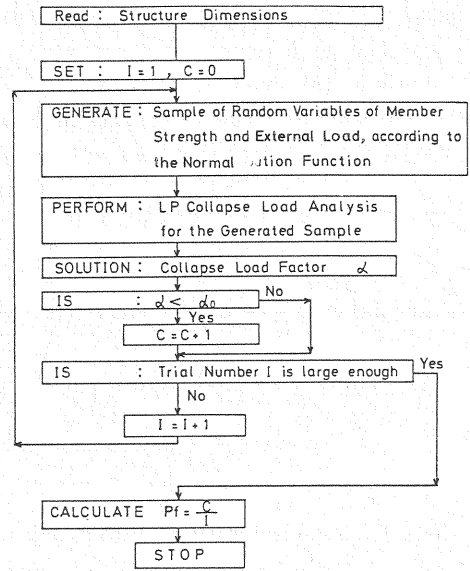 Read : Structure Dimensions
SET : I = 1 , C = 0
GENERATE : Sample of Random Variables of Member
Strength and External Load, according to
the Normal ution Function
PERFORM : LP Collapse Load Analysis
for the Generated Sample
SOLUTION : Collapse Load Factor α
IS : α < α₀
No
Yes
C = C + 1
IS : Trial Number I is large enough
Yes
No
I = I + 1
CALCULATE Pf = C/I
STOP